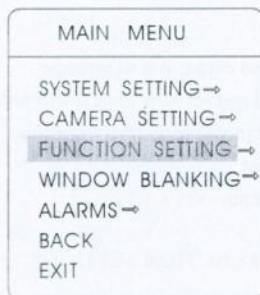 MAIN MENU
SYSTEM SETTING→
CAMERA SETTING→
FUNCTION SETTING→
WINDOW BLANKING→
ALARMS→
BACK
EXIT